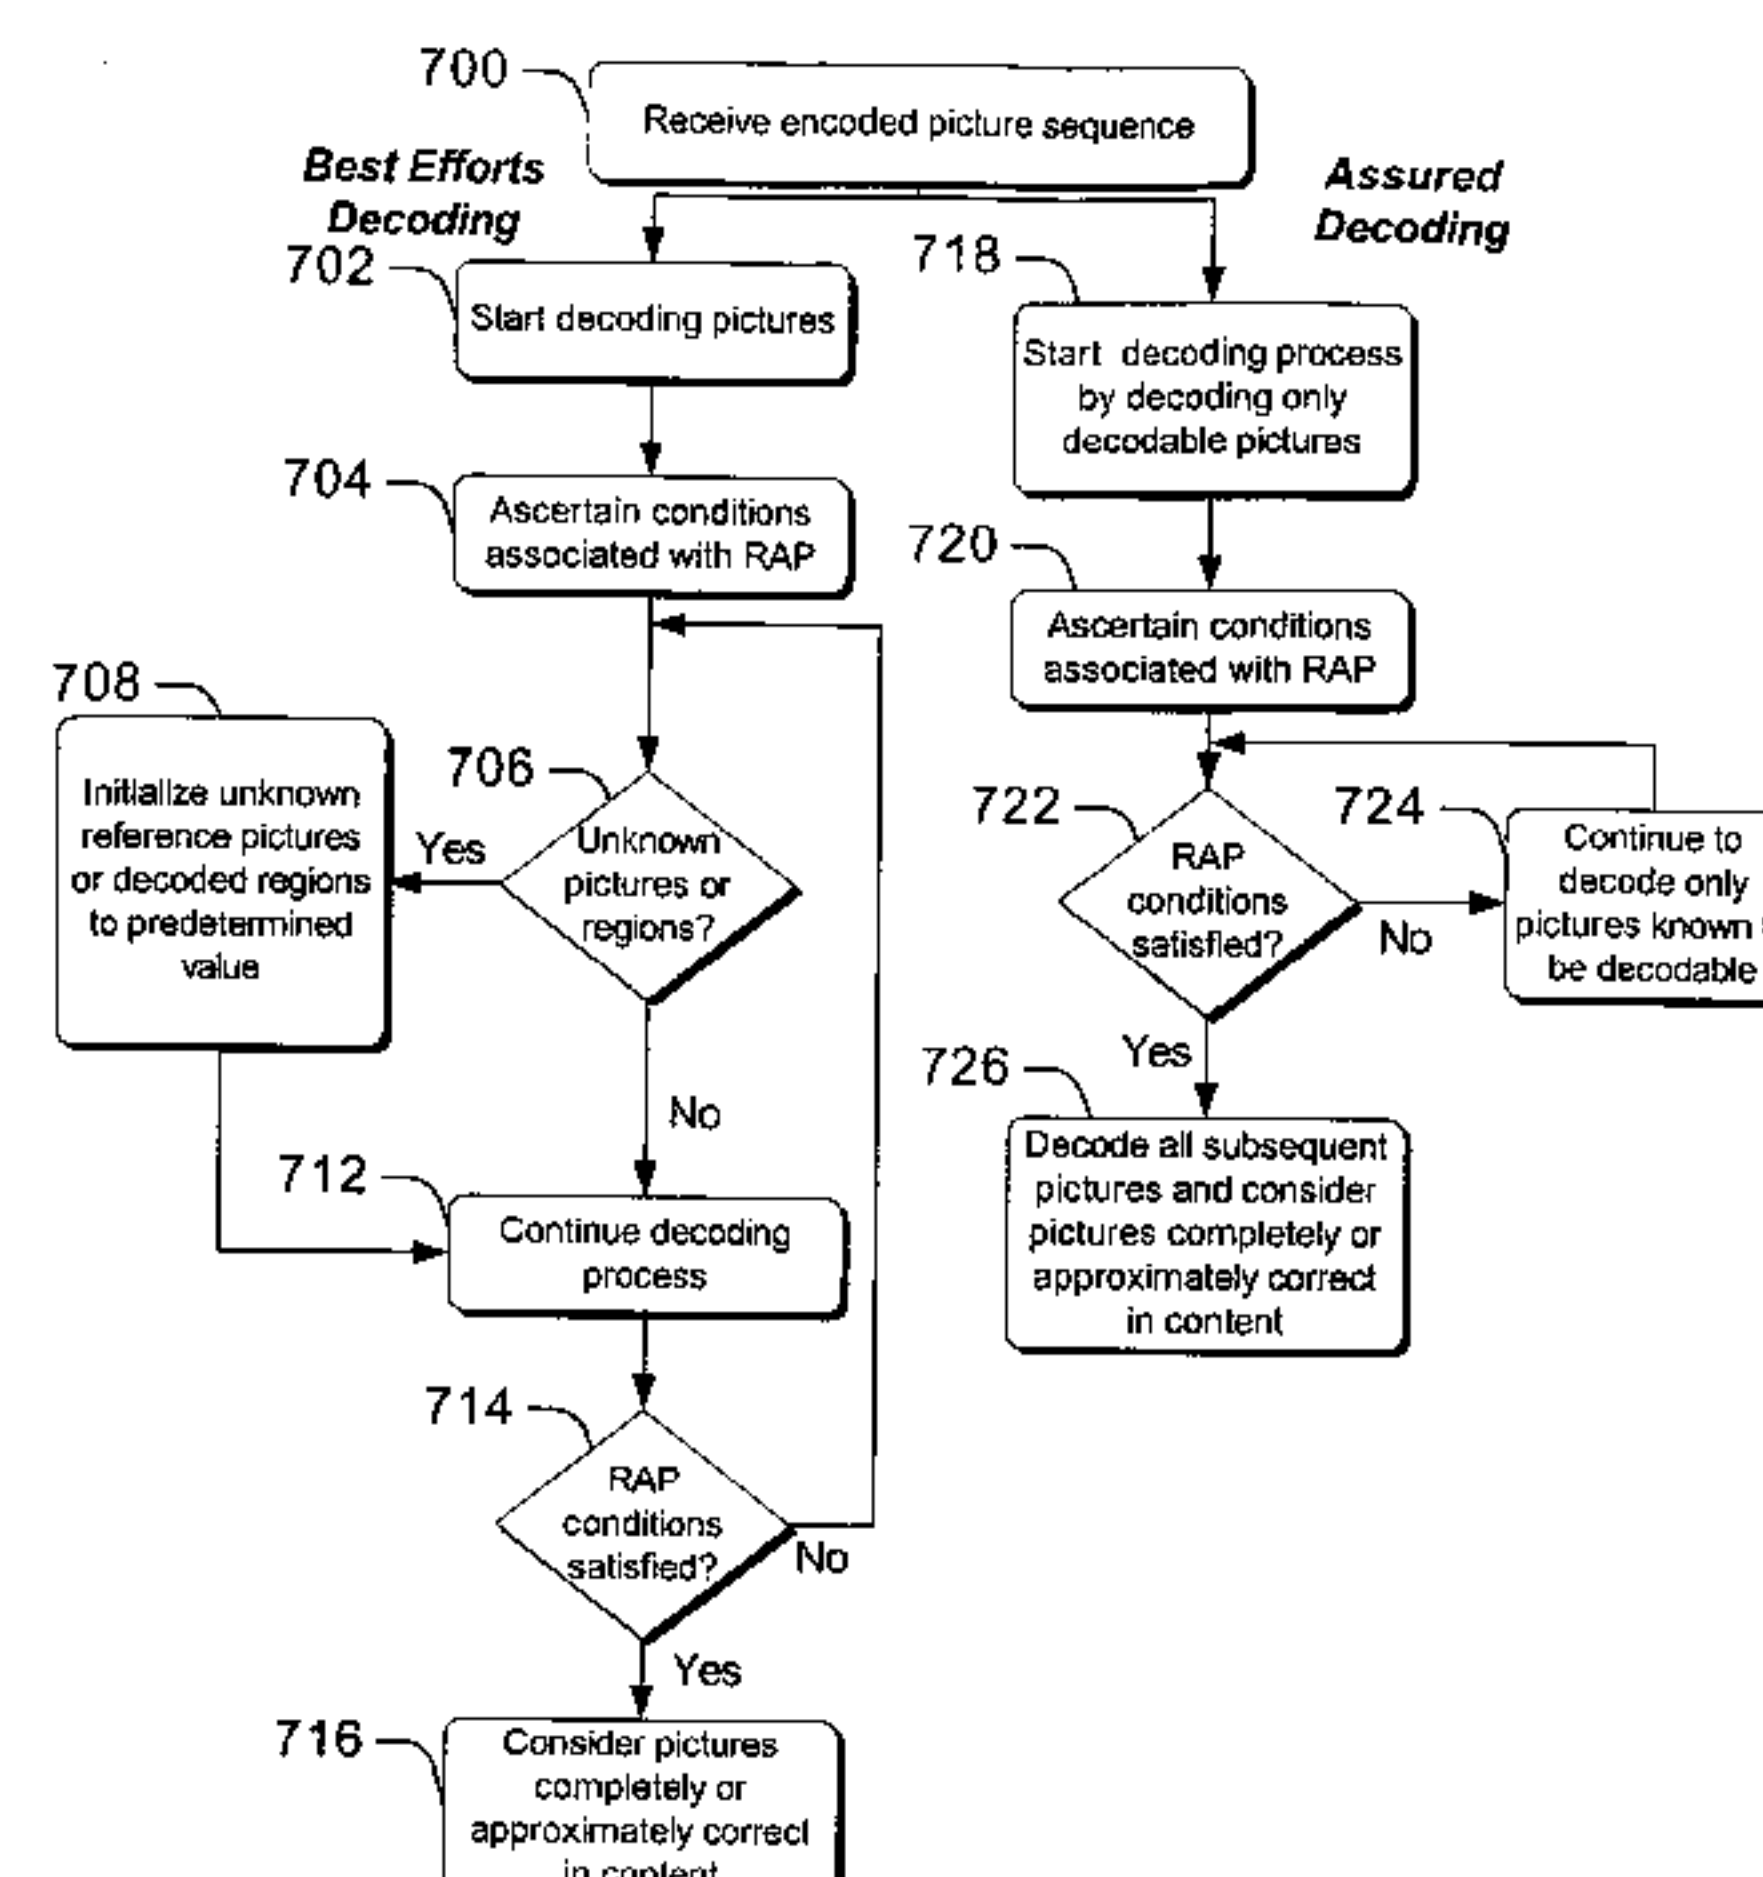 700
Receive encoded picture sequence
Best Efforts
Decoding
Assured
Decoding
702
Start decoding pictures
718
Start decoding process
by decoding only
decodable pictures
704
Ascertain conditions
associated with RAP
720
Ascertain conditions
associated with RAP
708
Initialize unknown
reference pictures
or decoded regions
to predetermined
value
Yes
706
Unknown
pictures or
regions?
No
722
RAP
conditions
satisfied?
No
724
Continue to
decode only
pictures known
be decodable
Yes
726
Decode all subsequent
pictures and consider
pictures completely or
approximately correct
in content
712
Continue decoding
process
714
RAP
conditions
satisfied?
No
Yes
716
Consider pictures
completely or
approximately correct
in content